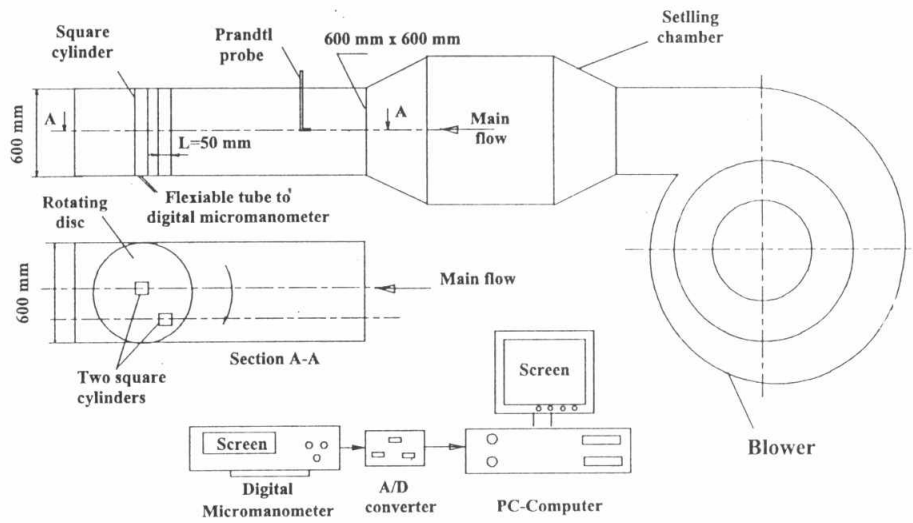 Square
cylinder
Prandtl
probe
600 mm x 600 mm
Setlling
chamber
600 mm
A
A
Main
flow
L=50 mm
Flexiable tube to
digital micromanometer
Rotating
disc
600 mm
Main flow
Section A-A
Two square
cylinders
Screen
Screen
Blower
Digital
Micromanometer
A/D
converter
PC-Computer